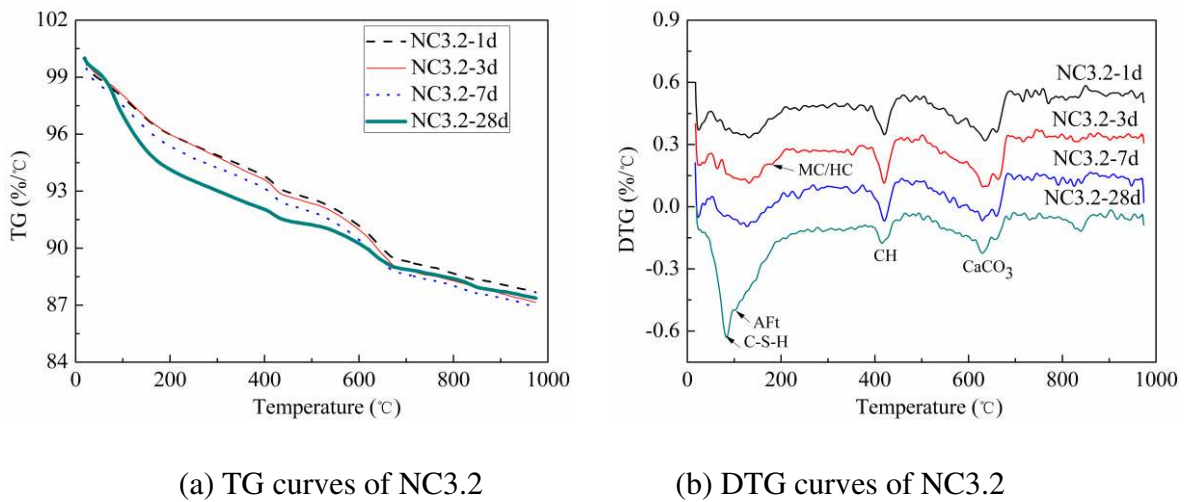 102
99
96
93
90
87
84
TG (%/℃)
NC3.2-1d
NC3.2-3d
NC3.2-7d
NC3.2-28d
0 200 400 600 800 1000
Temperature (℃)
0.9
0.6
0.3
0.0
-0.3
-0.6
DTG (%/℃)
NC3.2-1d
NC3.2-3d
MC/HC
NC3.2-7d
NC3.2-28d
CH
CaCO3
AFt
C-S-H
0 200 400 600 800 1000
Temperature (℃)
(a) TG curves of NC3.2
(b) DTG curves of NC3.2